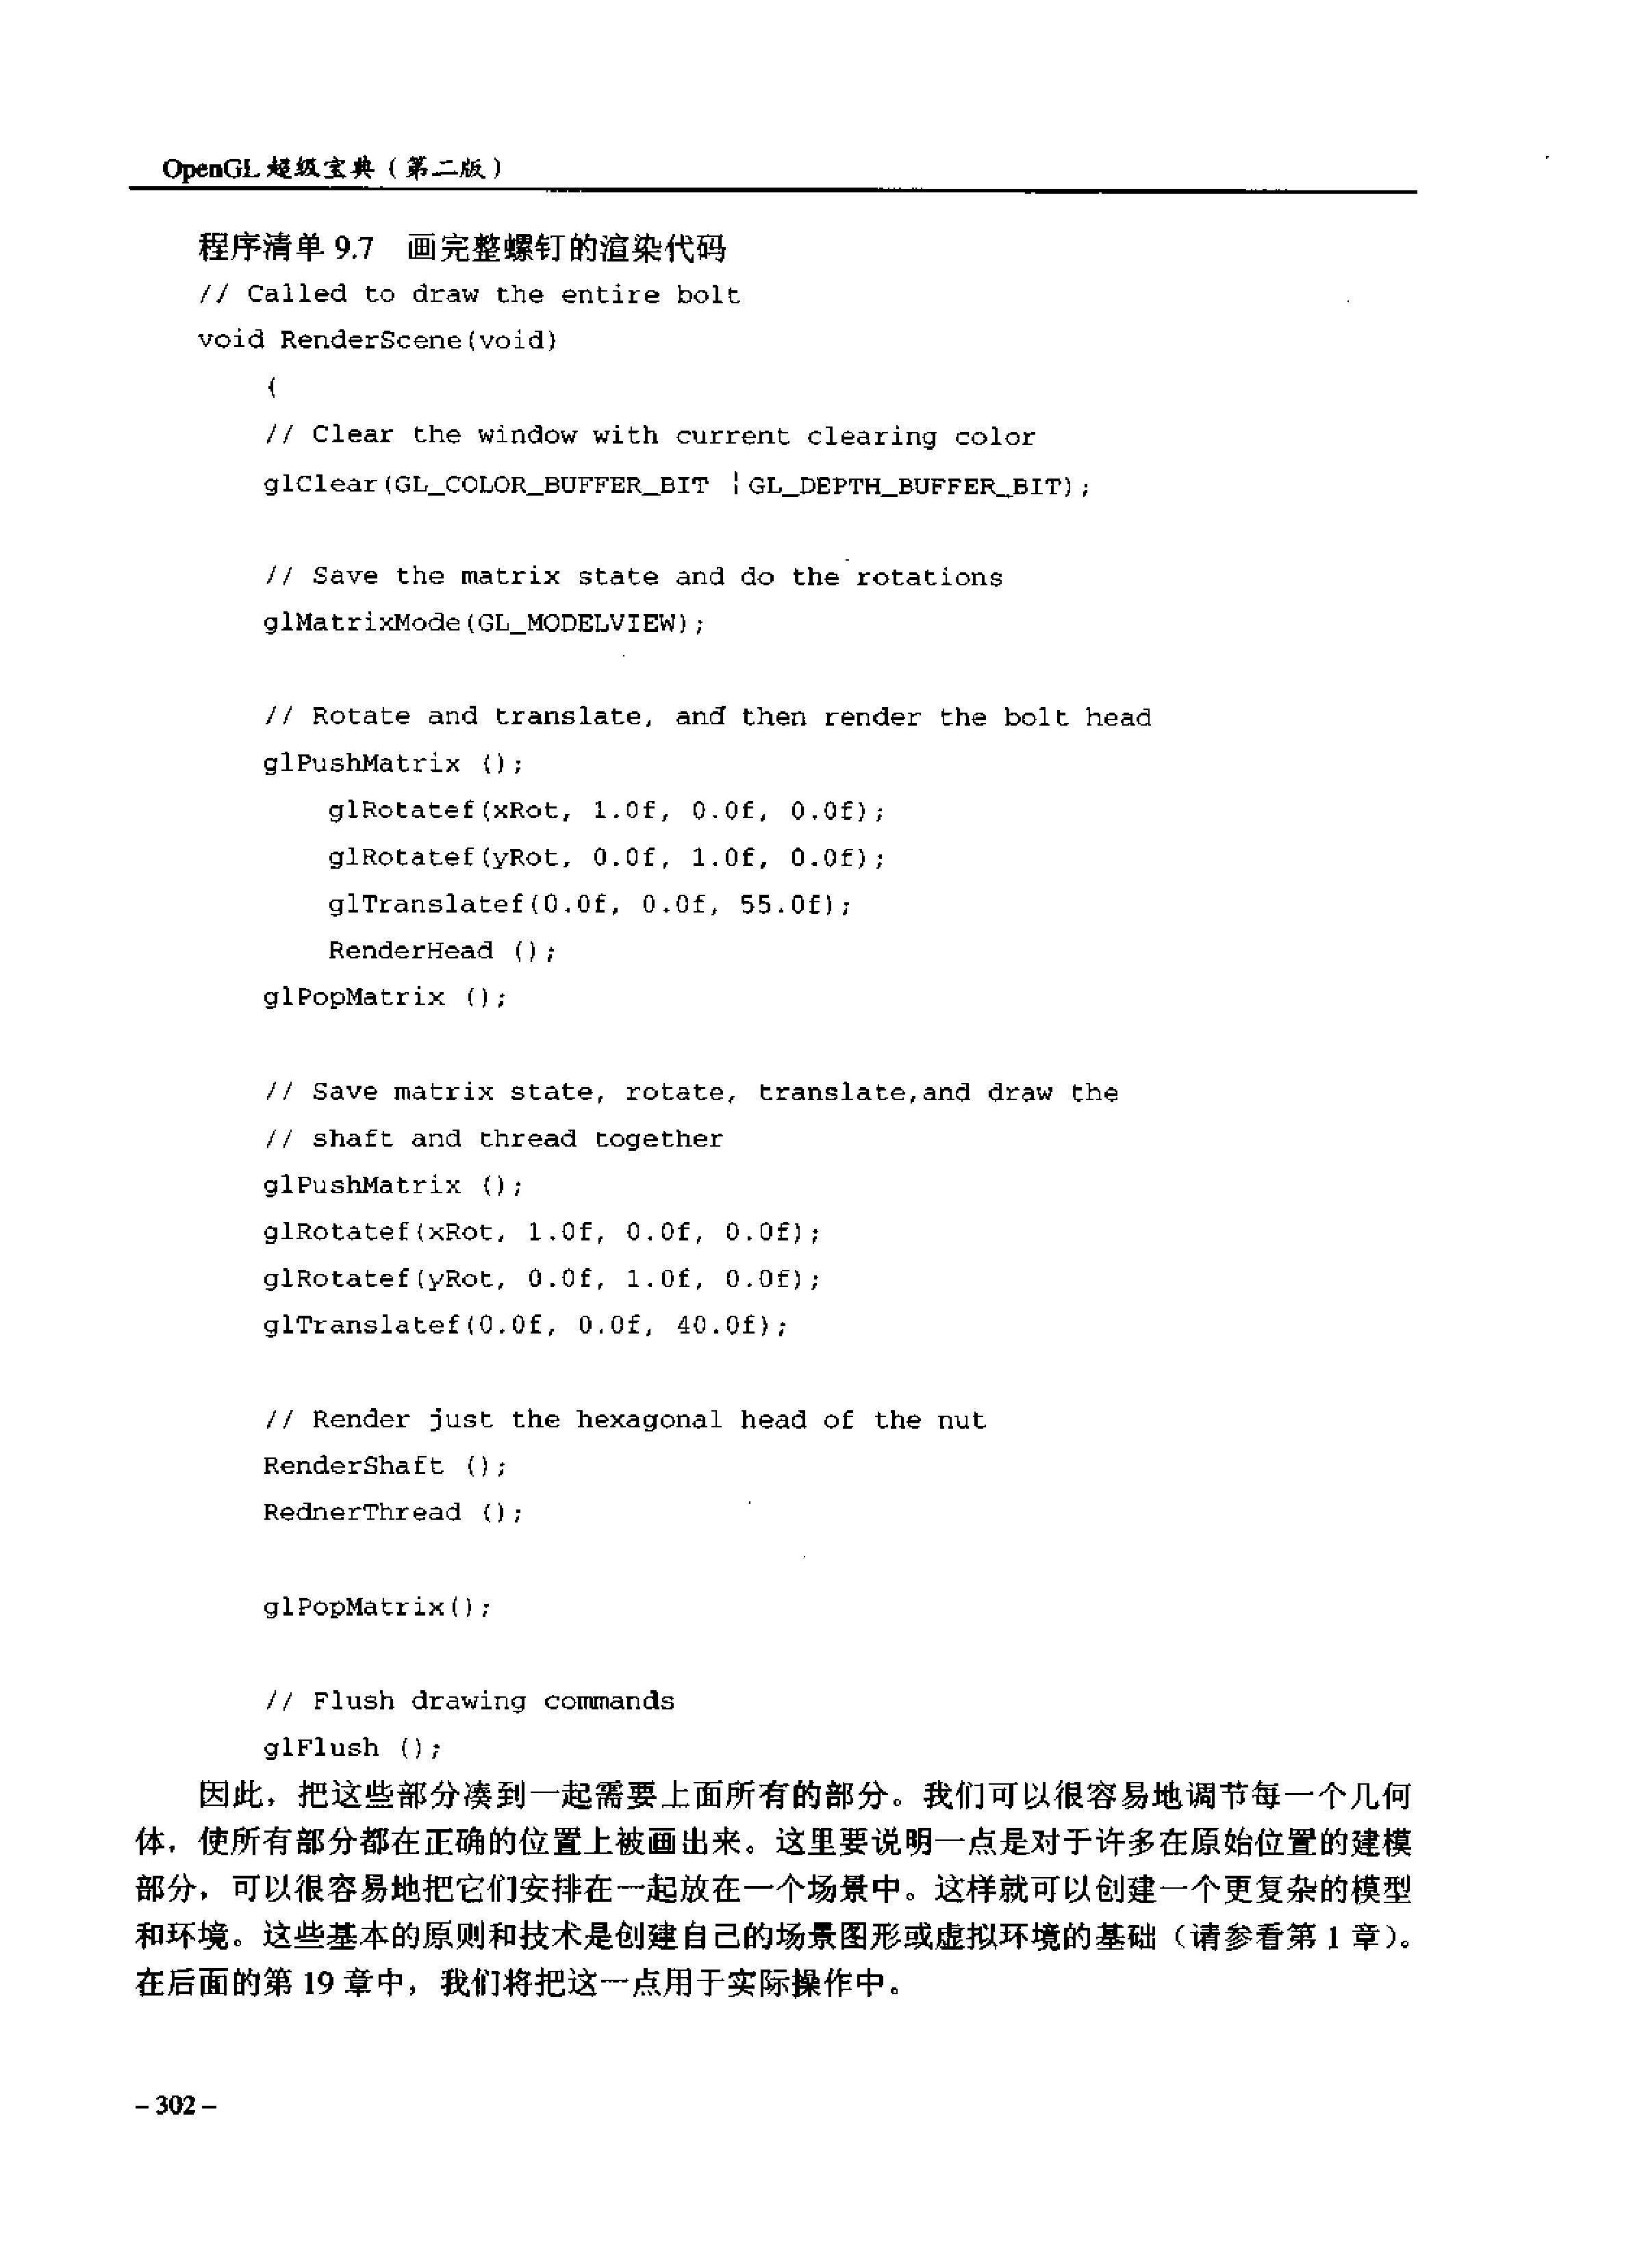 OpenGL 超级宝典（第二版）
程序清单 9.7　画完整螺钉的渲染代码
// Called to draw the entire bolt
void RenderScene(void)
{
// Clear the window with current clearing color
glClear(GL_COLOR_BUFFER_BIT ¦ GL_DEPTH_BUFFER_BIT);
// Save the matrix state and do the rotations
glMatrixMode(GL_MODELVIEW);
// Rotate and translate, and then render the bolt head
glPushMatrix ();
glRotatef(xRot, 1.0f, 0.0f, 0.0f);
glRotatef(yRot, 0.0f, 1.0f, 0.0f);
glTranslatef(0.0f, 0.0f, 55.0f);
RenderHead ();
glPopMatrix ();
// Save matrix state, rotate, translate,and draw the
// shaft and thread together
glPushMatrix ();
glRotatef(xRot, 1.0f, 0.0f, 0.0f);
glRotatef(yRot, 0.0f, 1.0f, 0.0f);
glTranslatef(0.0f, 0.0f, 40.0f);
// Render just the hexagonal head of the nut
RenderShaft ();
RednerThread ();
glPopMatrix();
// Flush drawing commands
glFlush ();
因此，把这些部分凑到一起需要上面所有的部分。我们可以很容易地调节每一个几何
体，使所有部分都在正确的位置上被画出来。这里要说明一点是对于许多在原始位置的建模
部分，可以很容易地把它们安排在一起放在一个场景中。这样就可以创建一个更复杂的模型
和环境。这些基本的原则和技术是创建自己的场景图形或虚拟环境的基础（请参看第 1 章）。
在后面的第 19 章中，我们将把这一点用于实际操作中。
– 302 –